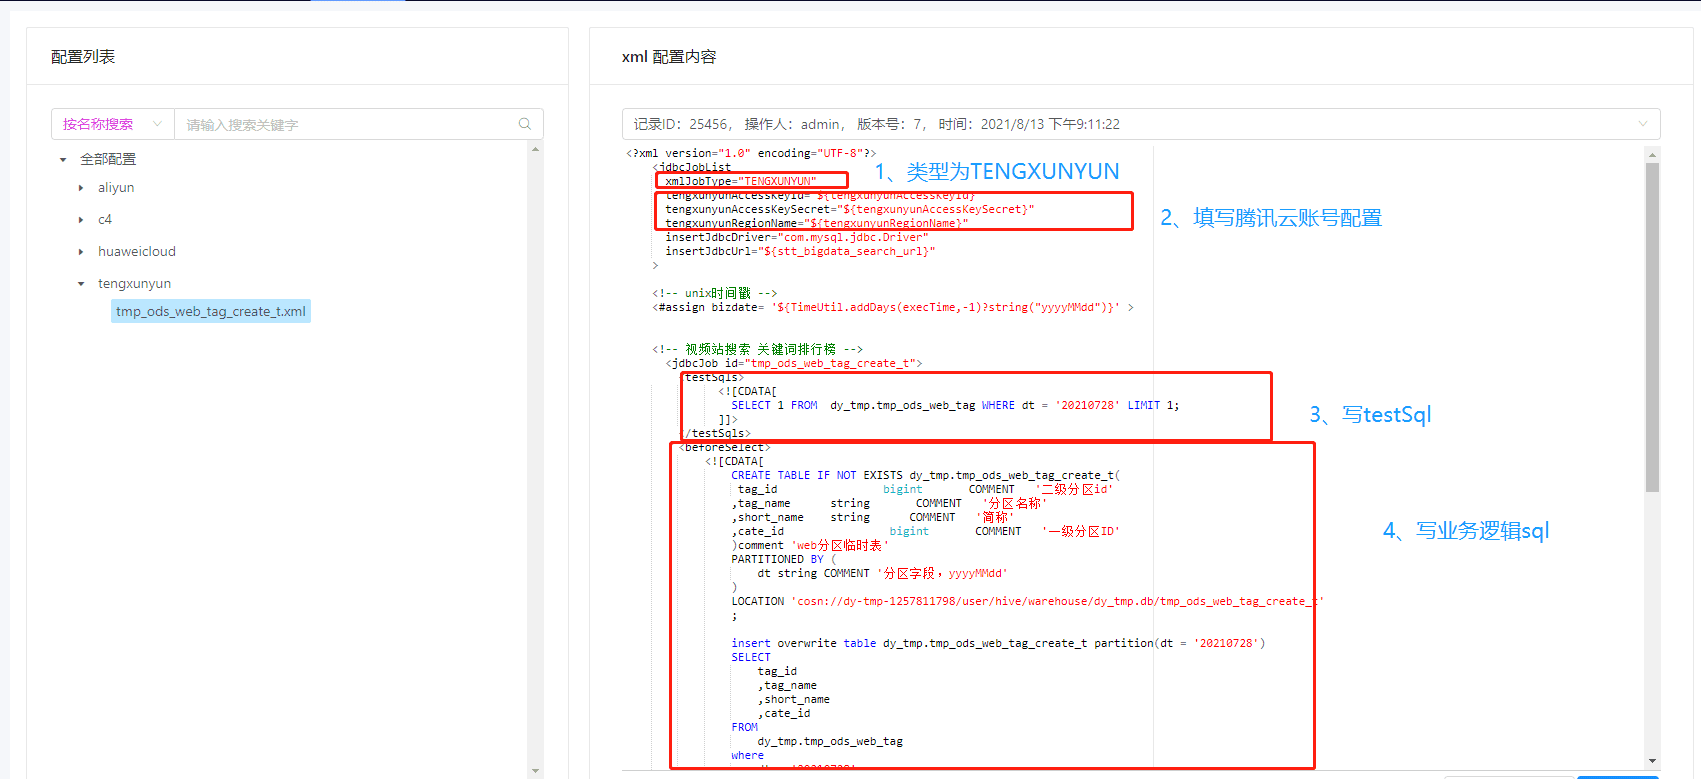 配置列表
按名称搜索
请输入搜索关键字
全部配置
aliyun
c4
huaweicloud
tengxunyun
tmp_ods_web_tag_create_t.xml
xml 配置内容
记录ID：25456， 操作人：admin， 版本号：7， 时间：2021/8/13 下午9:11:22
<?xml version="1.0" encoding="UTF-8"?>
<jdbcJobList
xmlJobType="TENGXUNYUN"
1、类型为TENGXUNYUN
tengxunyunAccessKeyId="${tengxunyunAccessKeyId}"
tengxunyunAccessKeySecret="${tengxunyunAccessKeySecret}"
tengxunyunRegionName="${tengxunyunRegionName}"
2、填写腾讯云账号配置
insertJdbcDriver="com.mysql.jdbc.Driver"
insertJdbcUrl="${stt_bigdata_search_url}"
>
<!-- unix时间戳 -->
<#assign bizdate= '${TimeUtil.addDays(execTime,-1)?string("yyyyMMdd")}' >
<!-- 视频站搜索 关键词排行榜 -->
<jdbcJob id="tmp_ods_web_tag_create_t">
testSqls>
<![CDATA[
SELECT 1 FROM  dy_tmp.tmp_ods_web_tag WHERE dt = '20210728' LIMIT 1;
]]>
/testSqls>
3、写testSql
<beforeSelect>
<![CDATA[
CREATE TABLE IF NOT EXISTS dy_tmp.tmp_ods_web_tag_create_t(
tag_id bigint COMMENT '二级分区id'
,tag_name string COMMENT '分区名称'
,short_name string COMMENT '简称'
,cate_id bigint COMMENT '一级分区ID'
)comment 'web分区临时表'
PARTITIONED BY (
dt string COMMENT '分区字段，yyyyMMdd'
)
LOCATION 'cosn://dy-tmp-1257811798/user/hive/warehouse/dy_tmp.db/tmp_ods_web_tag_create_t'
;
4、写业务逻辑sql
insert overwrite table dy_tmp.tmp_ods_web_tag_create_t partition(dt = '20210728')
SELECT
tag_id
,tag_name
,short_name
,cate_id
FROM
dy_tmp.tmp_ods_web_tag
where